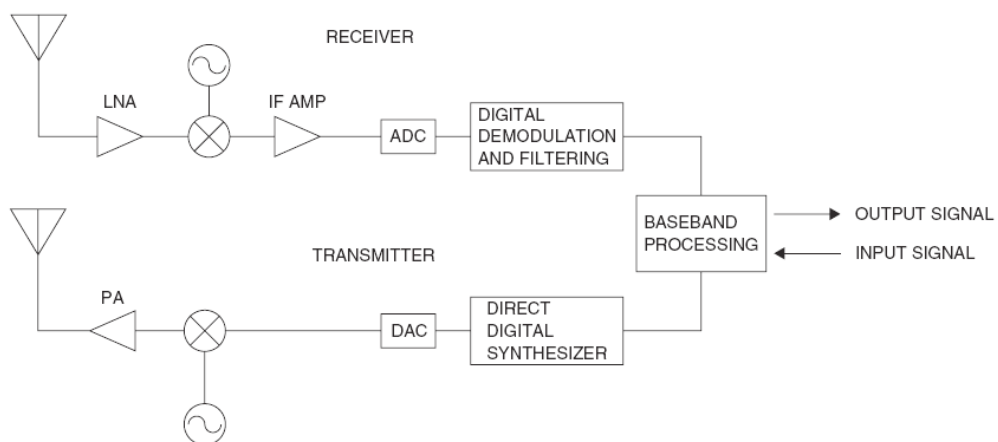 RECEIVER
LNA
IF AMP
ADC
DIGITAL
DEMODULATION
AND FILTERING
BASEBAND
PROCESSING
OUTPUT SIGNAL
INPUT SIGNAL
TRANSMITTER
PA
DAC
DIRECT
DIGITAL
SYNTHESIZER